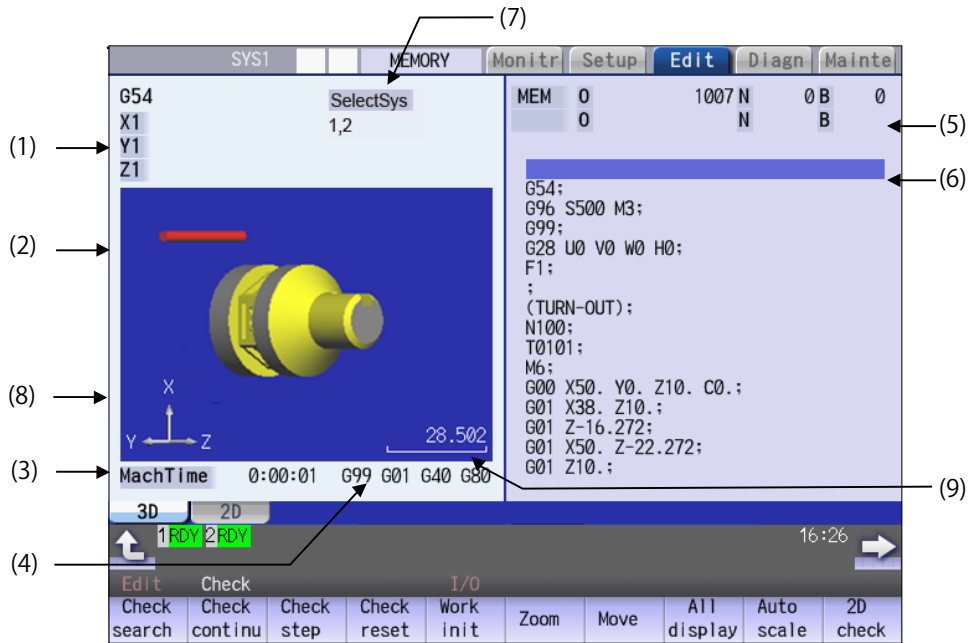 (7)
SYS1 MEMORY Monitr Setup Edit Diagn Mainte
G54 SelectSys
X1 1,2
Y1
Z1
(1)
(2)
(8)
X
Y Z
28.502
(3)
MachTime 0:00:01 G99 G01 G40 G80
(4)
MEM O 1007 N 0 B 0
O N B
(5)
(6)
G54;
G96 S500 M3;
G99;
G28 U0 V0 W0 H0;
F1;
;
(TURN-OUT);
N100;
T0101;
M6;
G00 X50. Y0. Z10. C0.;
G01 X38. Z10.;
G01 Z-16.272;
G01 X50. Z-22.272;
G01 Z10.;
(9)
3D 2D
1 RDY 2 RDY 16:26
Edit Check I/O
Check search
Check continu
Check step
Check reset
Work init
Zoom
Move
All display
Auto scale
2D check